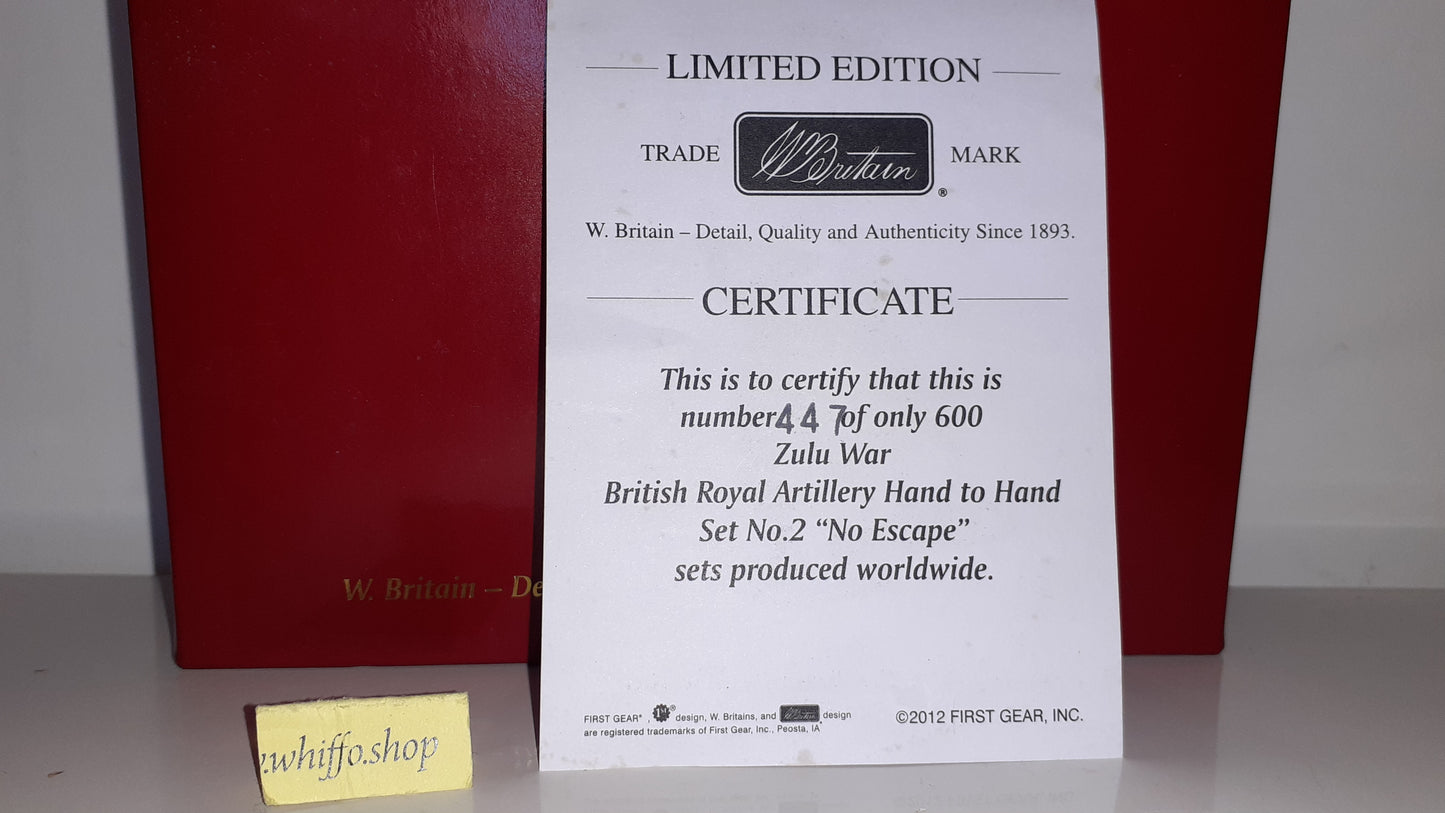 LIMITED EDITION
TRADE W Britain MARK
®
W. Britain – Detail, Quality and Authenticity Since 1893.
CERTIFICATE
This is to certify that this is
number 447 of only 600
Zulu War
British Royal Artillery Hand to Hand
Set No.2 “No Escape”
sets produced worldwide.
FIRST GEAR®, ® design, W. Britains, and W Britain design
are registered trademarks of First Gear, Inc., Peosta, IA
©2012 FIRST GEAR, INC.
W. Britain – De
.whiffo.shop